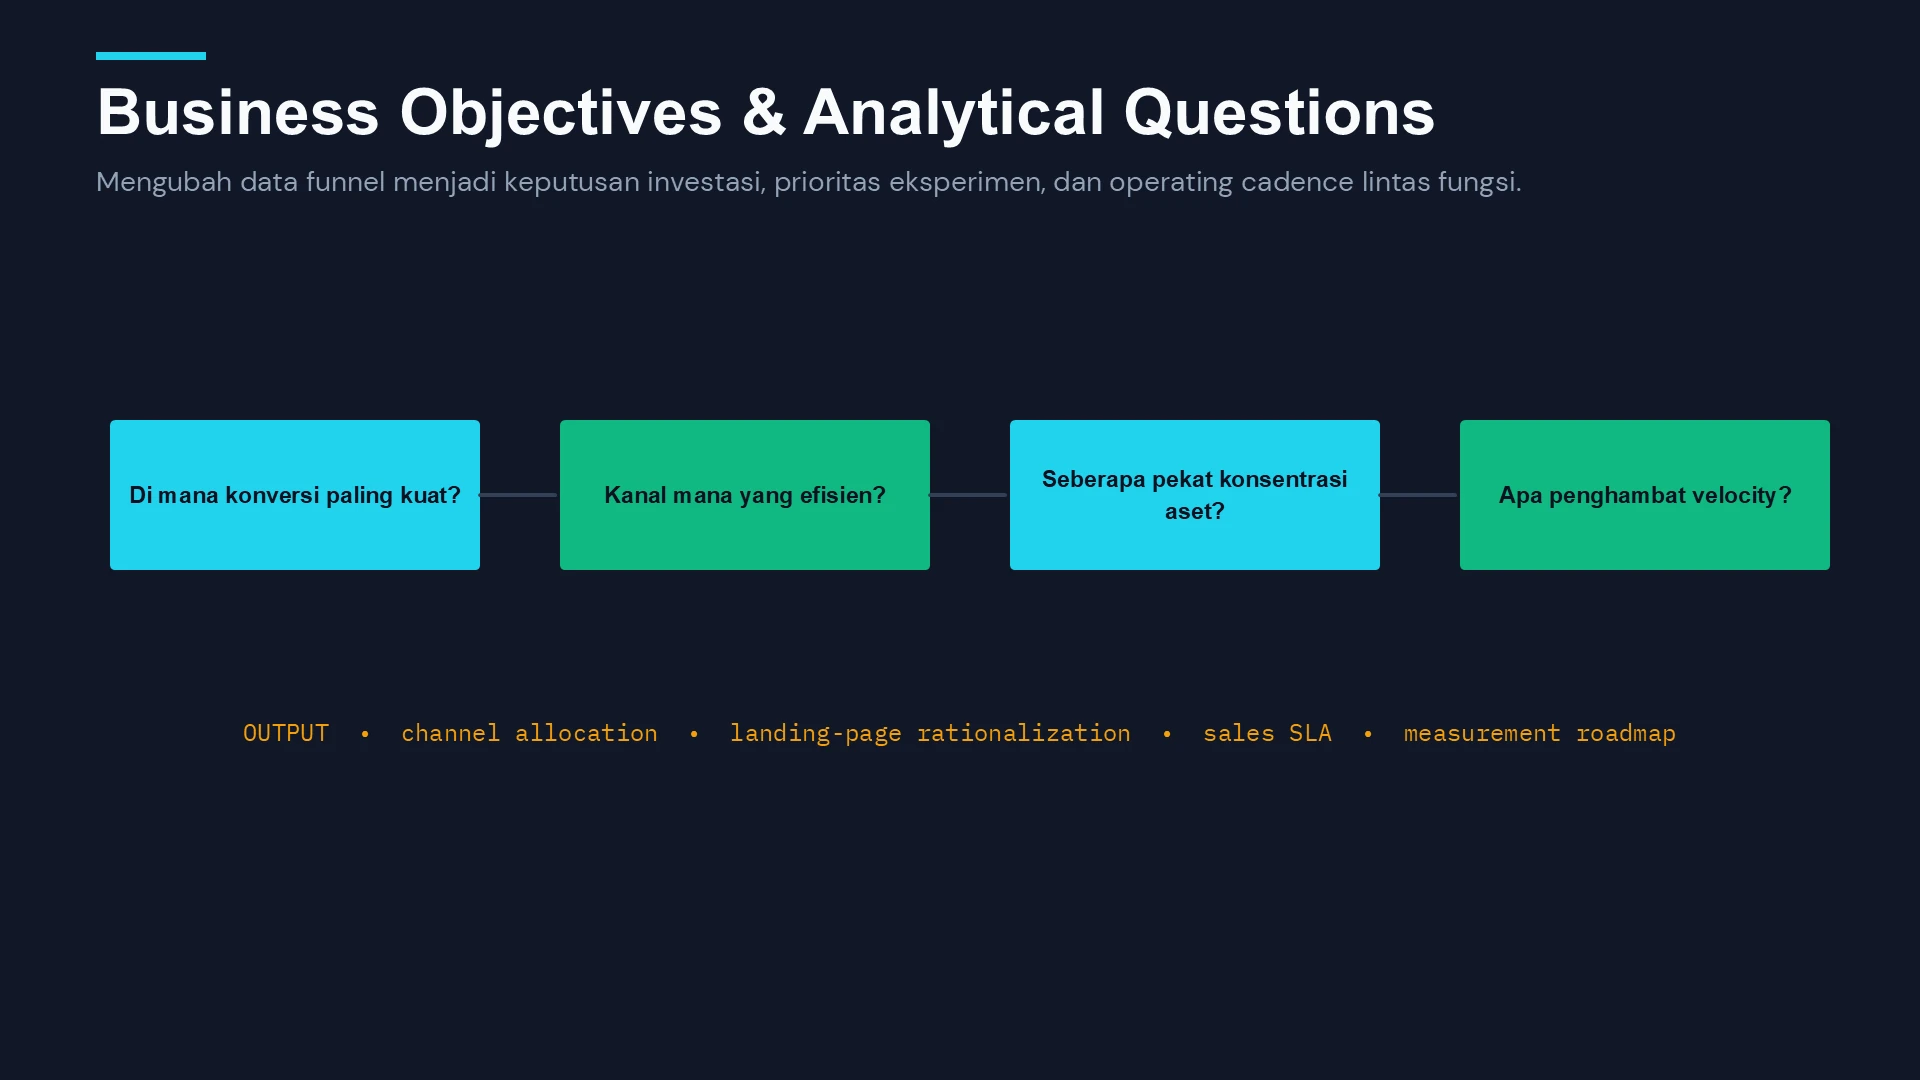 Business Objectives & Analytical Questions
Mengubah data funnel menjadi keputusan investasi, prioritas eksperimen, dan operating cadence lintas fungsi.
Di mana konversi paling kuat?
Kanal mana yang efisien?
Seberapa pekat konsentrasi
aset?
Apa penghambat velocity?
OUTPUT • channel allocation • landing-page rationalization • sales SLA • measurement roadmap